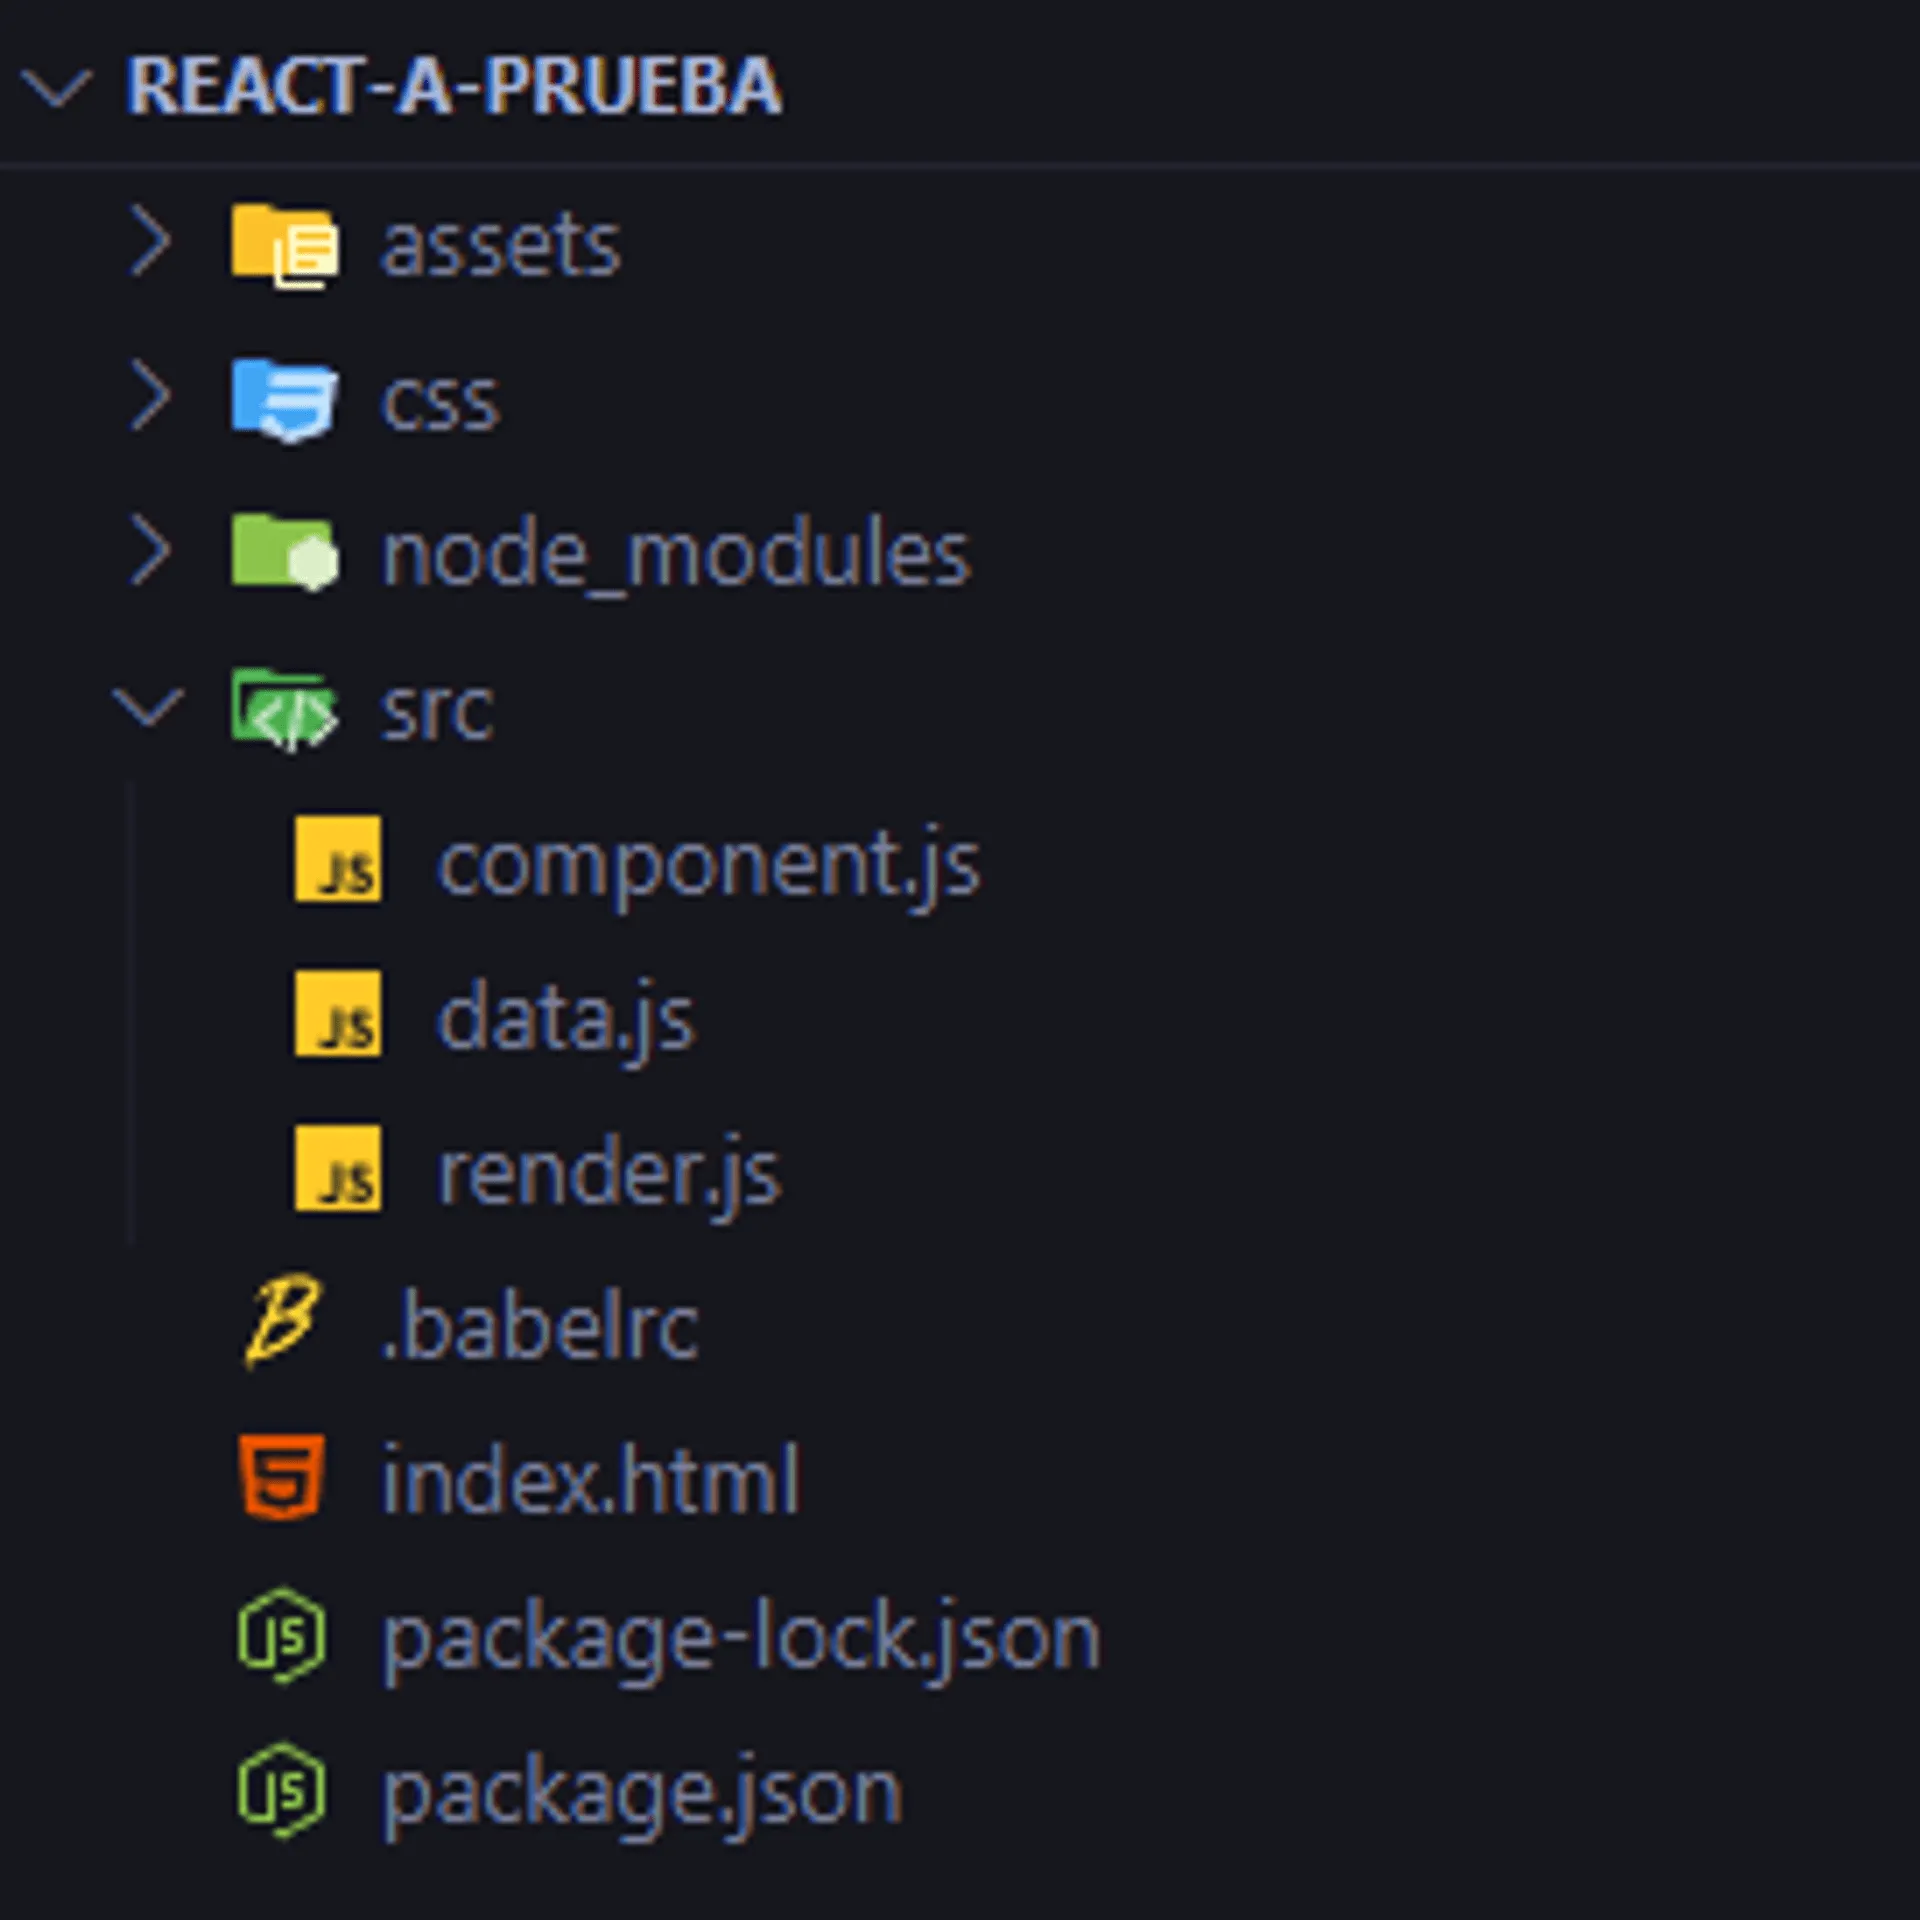 REACT-A-PRUEBA
assets
css
node_modules
src
JS component.js
JS data.js
JS render.js
B .babelrc
5 index.html
JS package-lock.json
JS package.json